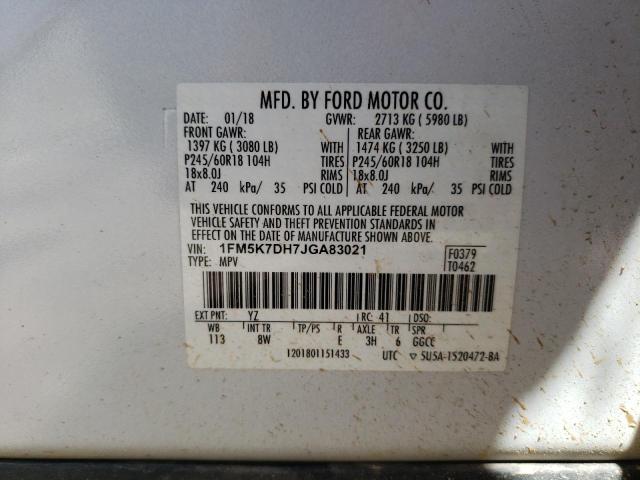 MFD. BY FORD MOTOR CO.
DATE: 01/18 GVWR: 2713 KG ( 5980 LB)
FRONT GAWR: REAR GAWR:
1397 KG ( 3080 LB) WITH 1474 KG ( 3250 LB) WITH
P245/60R18 104H TIRES P245/60R18 104H TIRES
18x8.0J RIMS 18x8.0J RIMS
AT 240 kPa/ 35 PSI COLD AT 240 kPa/ 35 PSI COLD
THIS VEHICLE CONFORMS TO ALL APPLICABLE FEDERAL MOTOR
VEHICLE SAFETY AND THEFT PREVENTION STANDARDS IN
EFFECT ON THE DATE OF MANUFACTURE SHOWN ABOVE.
VIN: 1FM5K7DH7JGA83021 F0379
TYPE: MPV T0462
EXT PNT: YZ RC: 41 DSO:
WB INT TR TP/PS R AXLE TR SPR
113 8W E 3H 6 GGCC
1201801151433 UTC ▽ 5U5A-1520472-BA